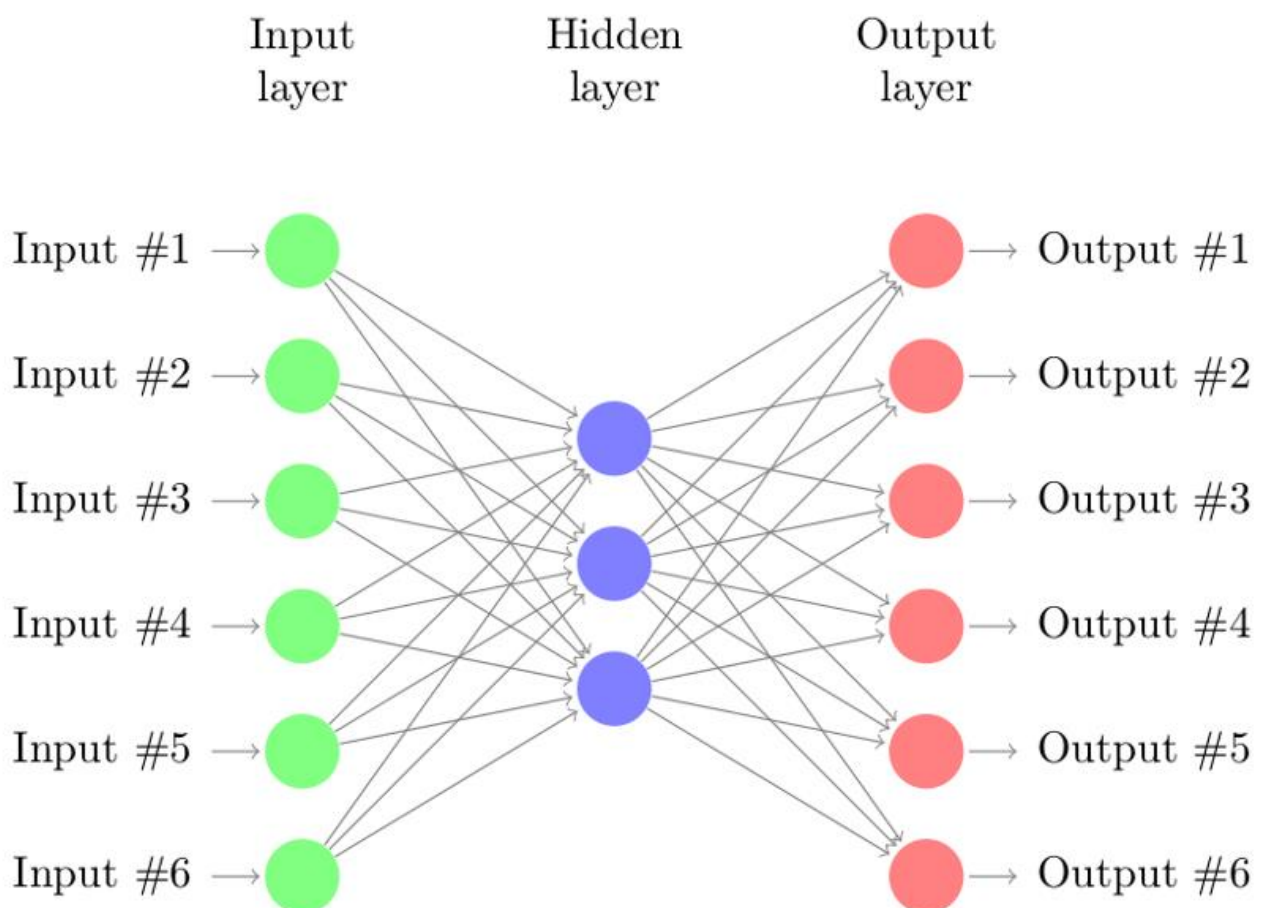 Input
layer
Hidden
layer
Output
layer
Input #1
Output #1
Input #2
Output #2
Input #3
Output #3
Input #4
Output #4
Input #5
Output #5
Input #6
Output #6